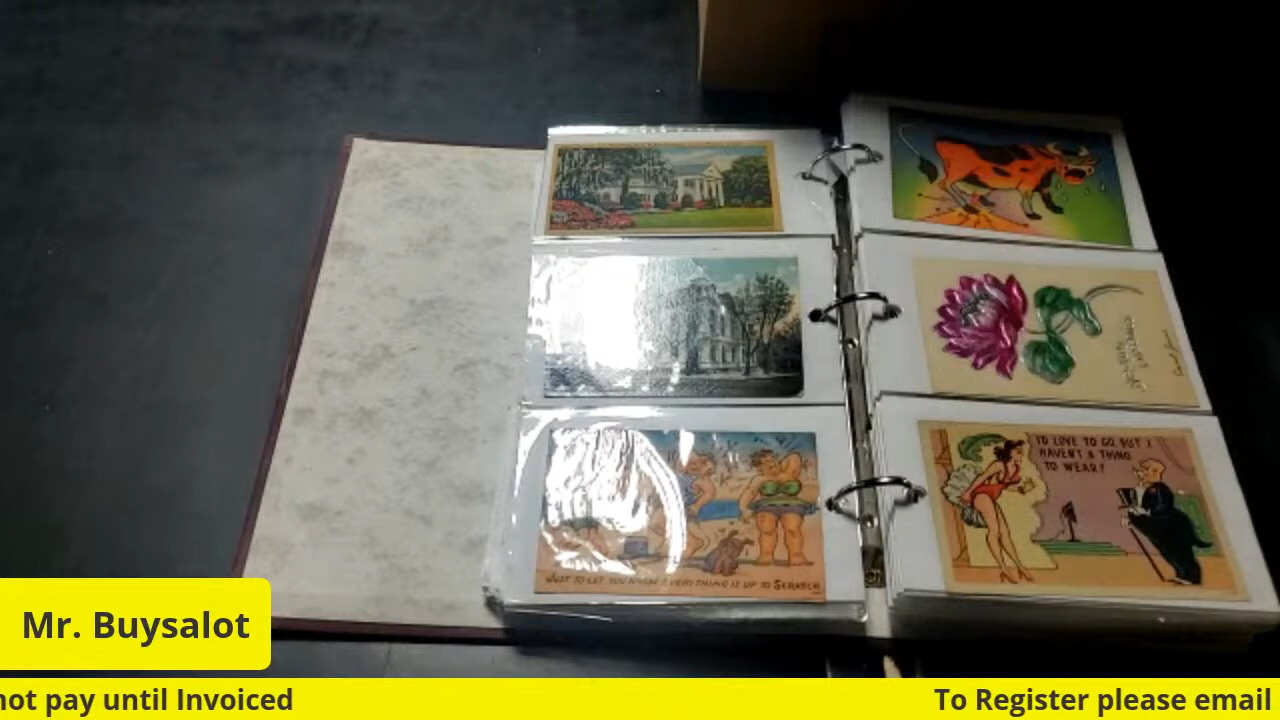 I'D LOVE TO GO, BUT I
HAVEN'T A THING
TO WEAR!
JUST TO LET YOU KNOW EVERYTHING IS UP TO SCRATCH
Mr. Buysalot
not pay until Invoiced
To Register please email